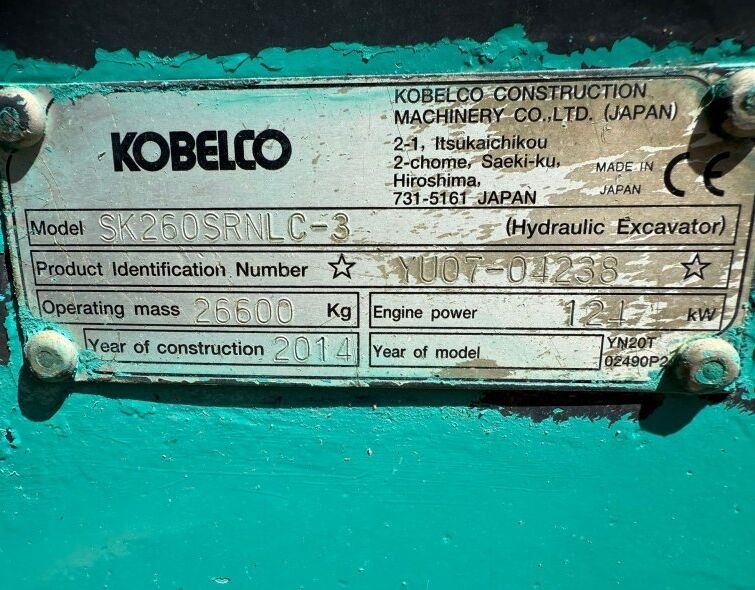 KOBELCO
KOBELCO CONSTRUCTION
MACHINERY CO.,LTD. (JAPAN)
2-1, Itsukaichikou
2-chome, Saeki-ku,
Hiroshima,
731-5161 JAPAN
MADE IN
JAPAN
CE
Model SK260SRNLC-3 (Hydraulic Excavator)
Product Identification Number ☆ YU07-04238 ☆
Operating mass 26600 Kg
Engine power 121 kW
Year of construction 2014
Year of model
YN20T
02490P2